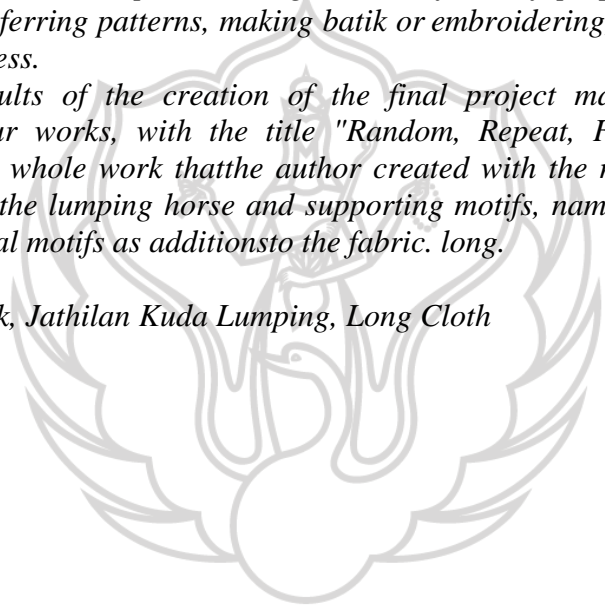 ferring patterns, making batik or embroidering
ess.
ults of the creation of the final project ma
ur works, with the title "Random, Repeat, F
whole work thatthe author created with the
the lumping horse and supporting motifs, nam
al motifs as additionsto the fabric. long.
k, Jathilan Kuda Lumping, Long Cloth